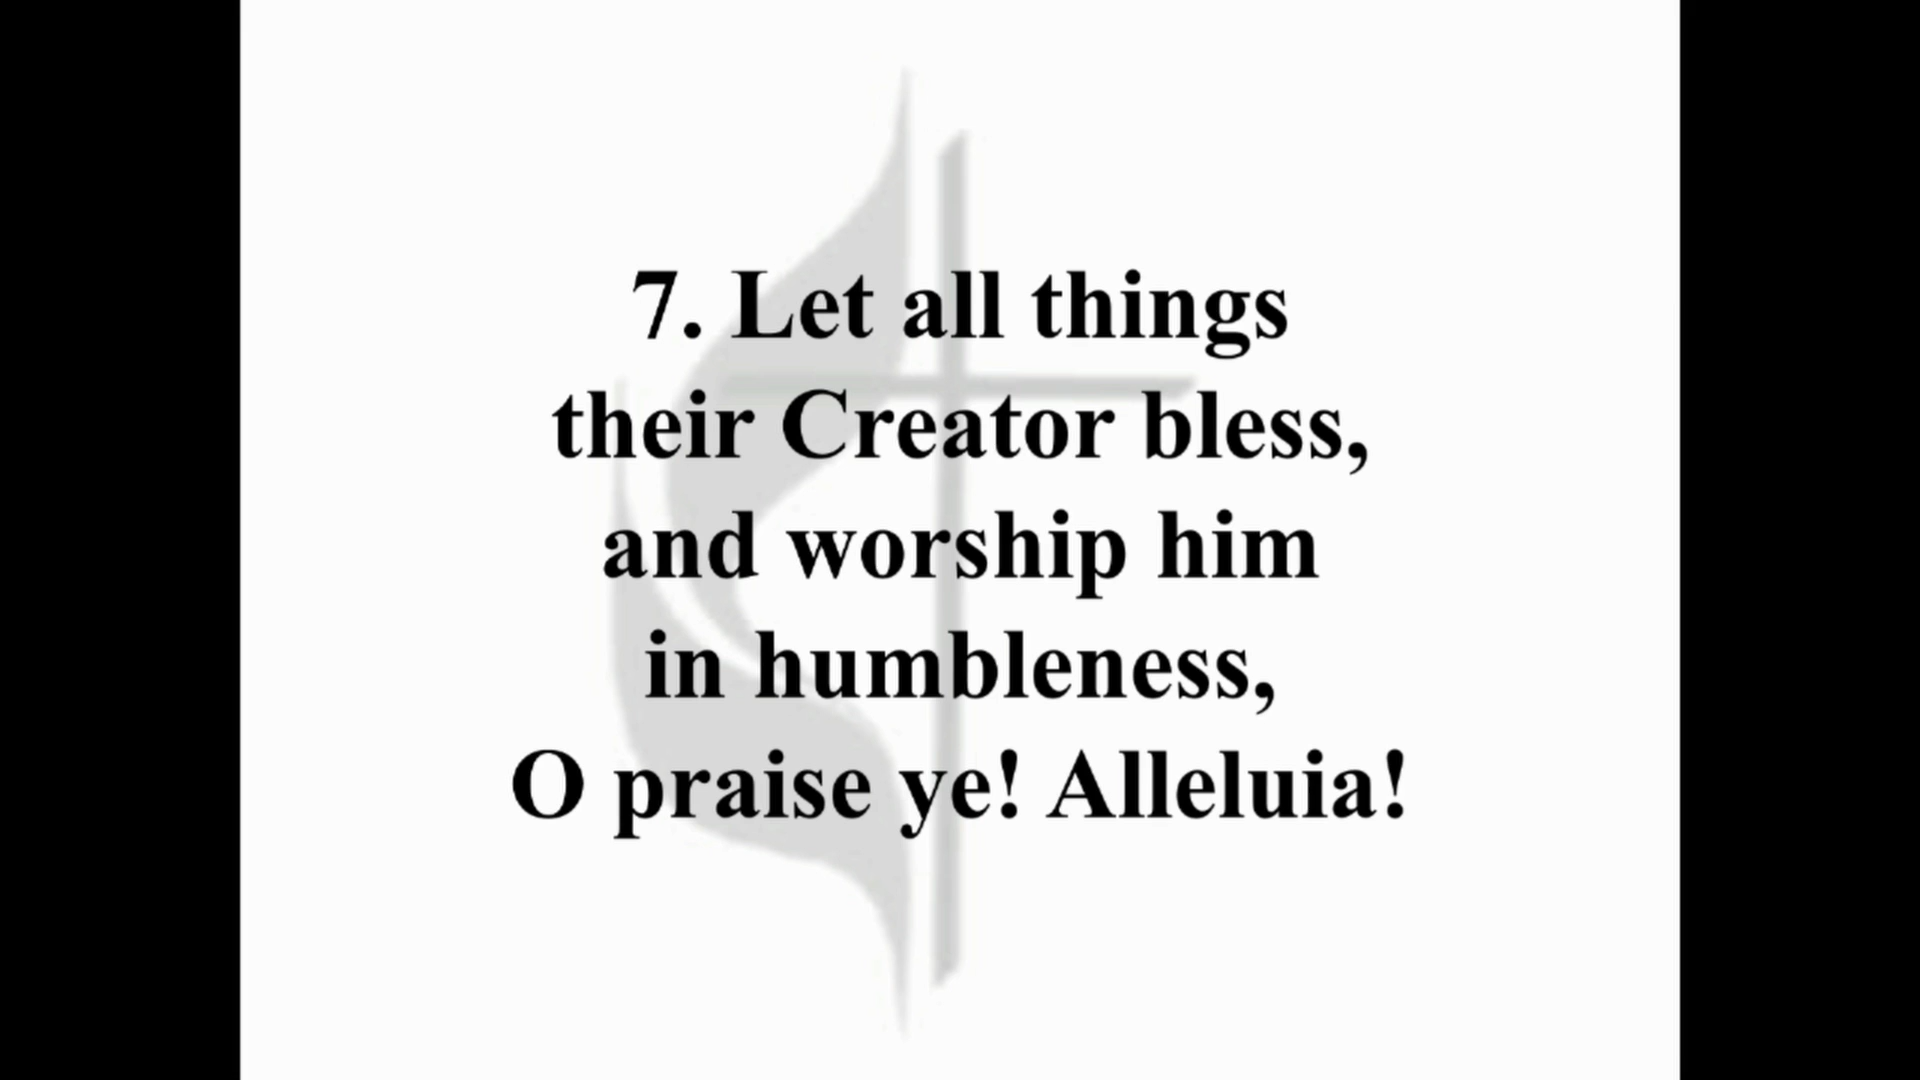 7. Let all things
their Creator bless,
and worship him
in humbleness,
O praise ye! Alleluia!